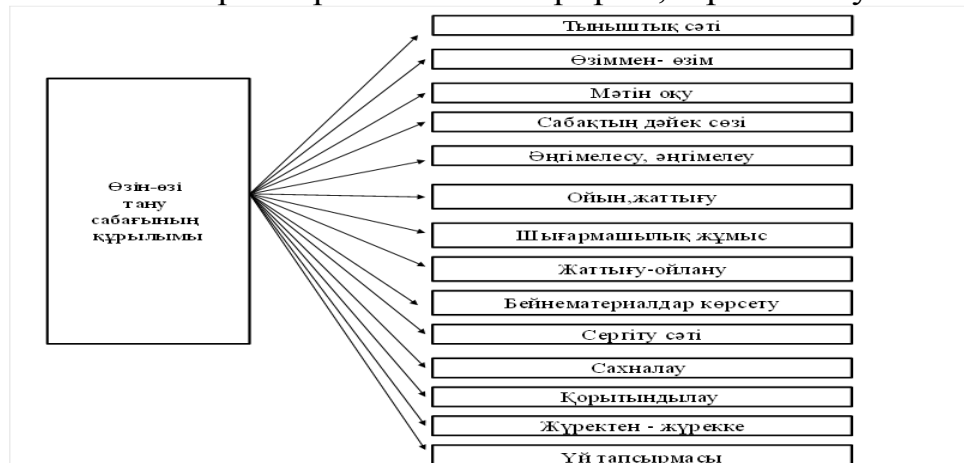 Өзін-өзі
тану
сабағының
құрылымы
Тыныштық сәті
Өзіммен- өзім
Мәтін оқу
Сабақтың дәйек сөзі
Әңгімелесу, әңгімелеу
Ойын,жаттығу
Шығармашылық жұмыс
Жаттығу-ойлану
Бейнематериалдар көрсету
Сергіту сәті
Сахналау
Қорытындылау
Жүректен - жүрекке
Үй тапсырмасы